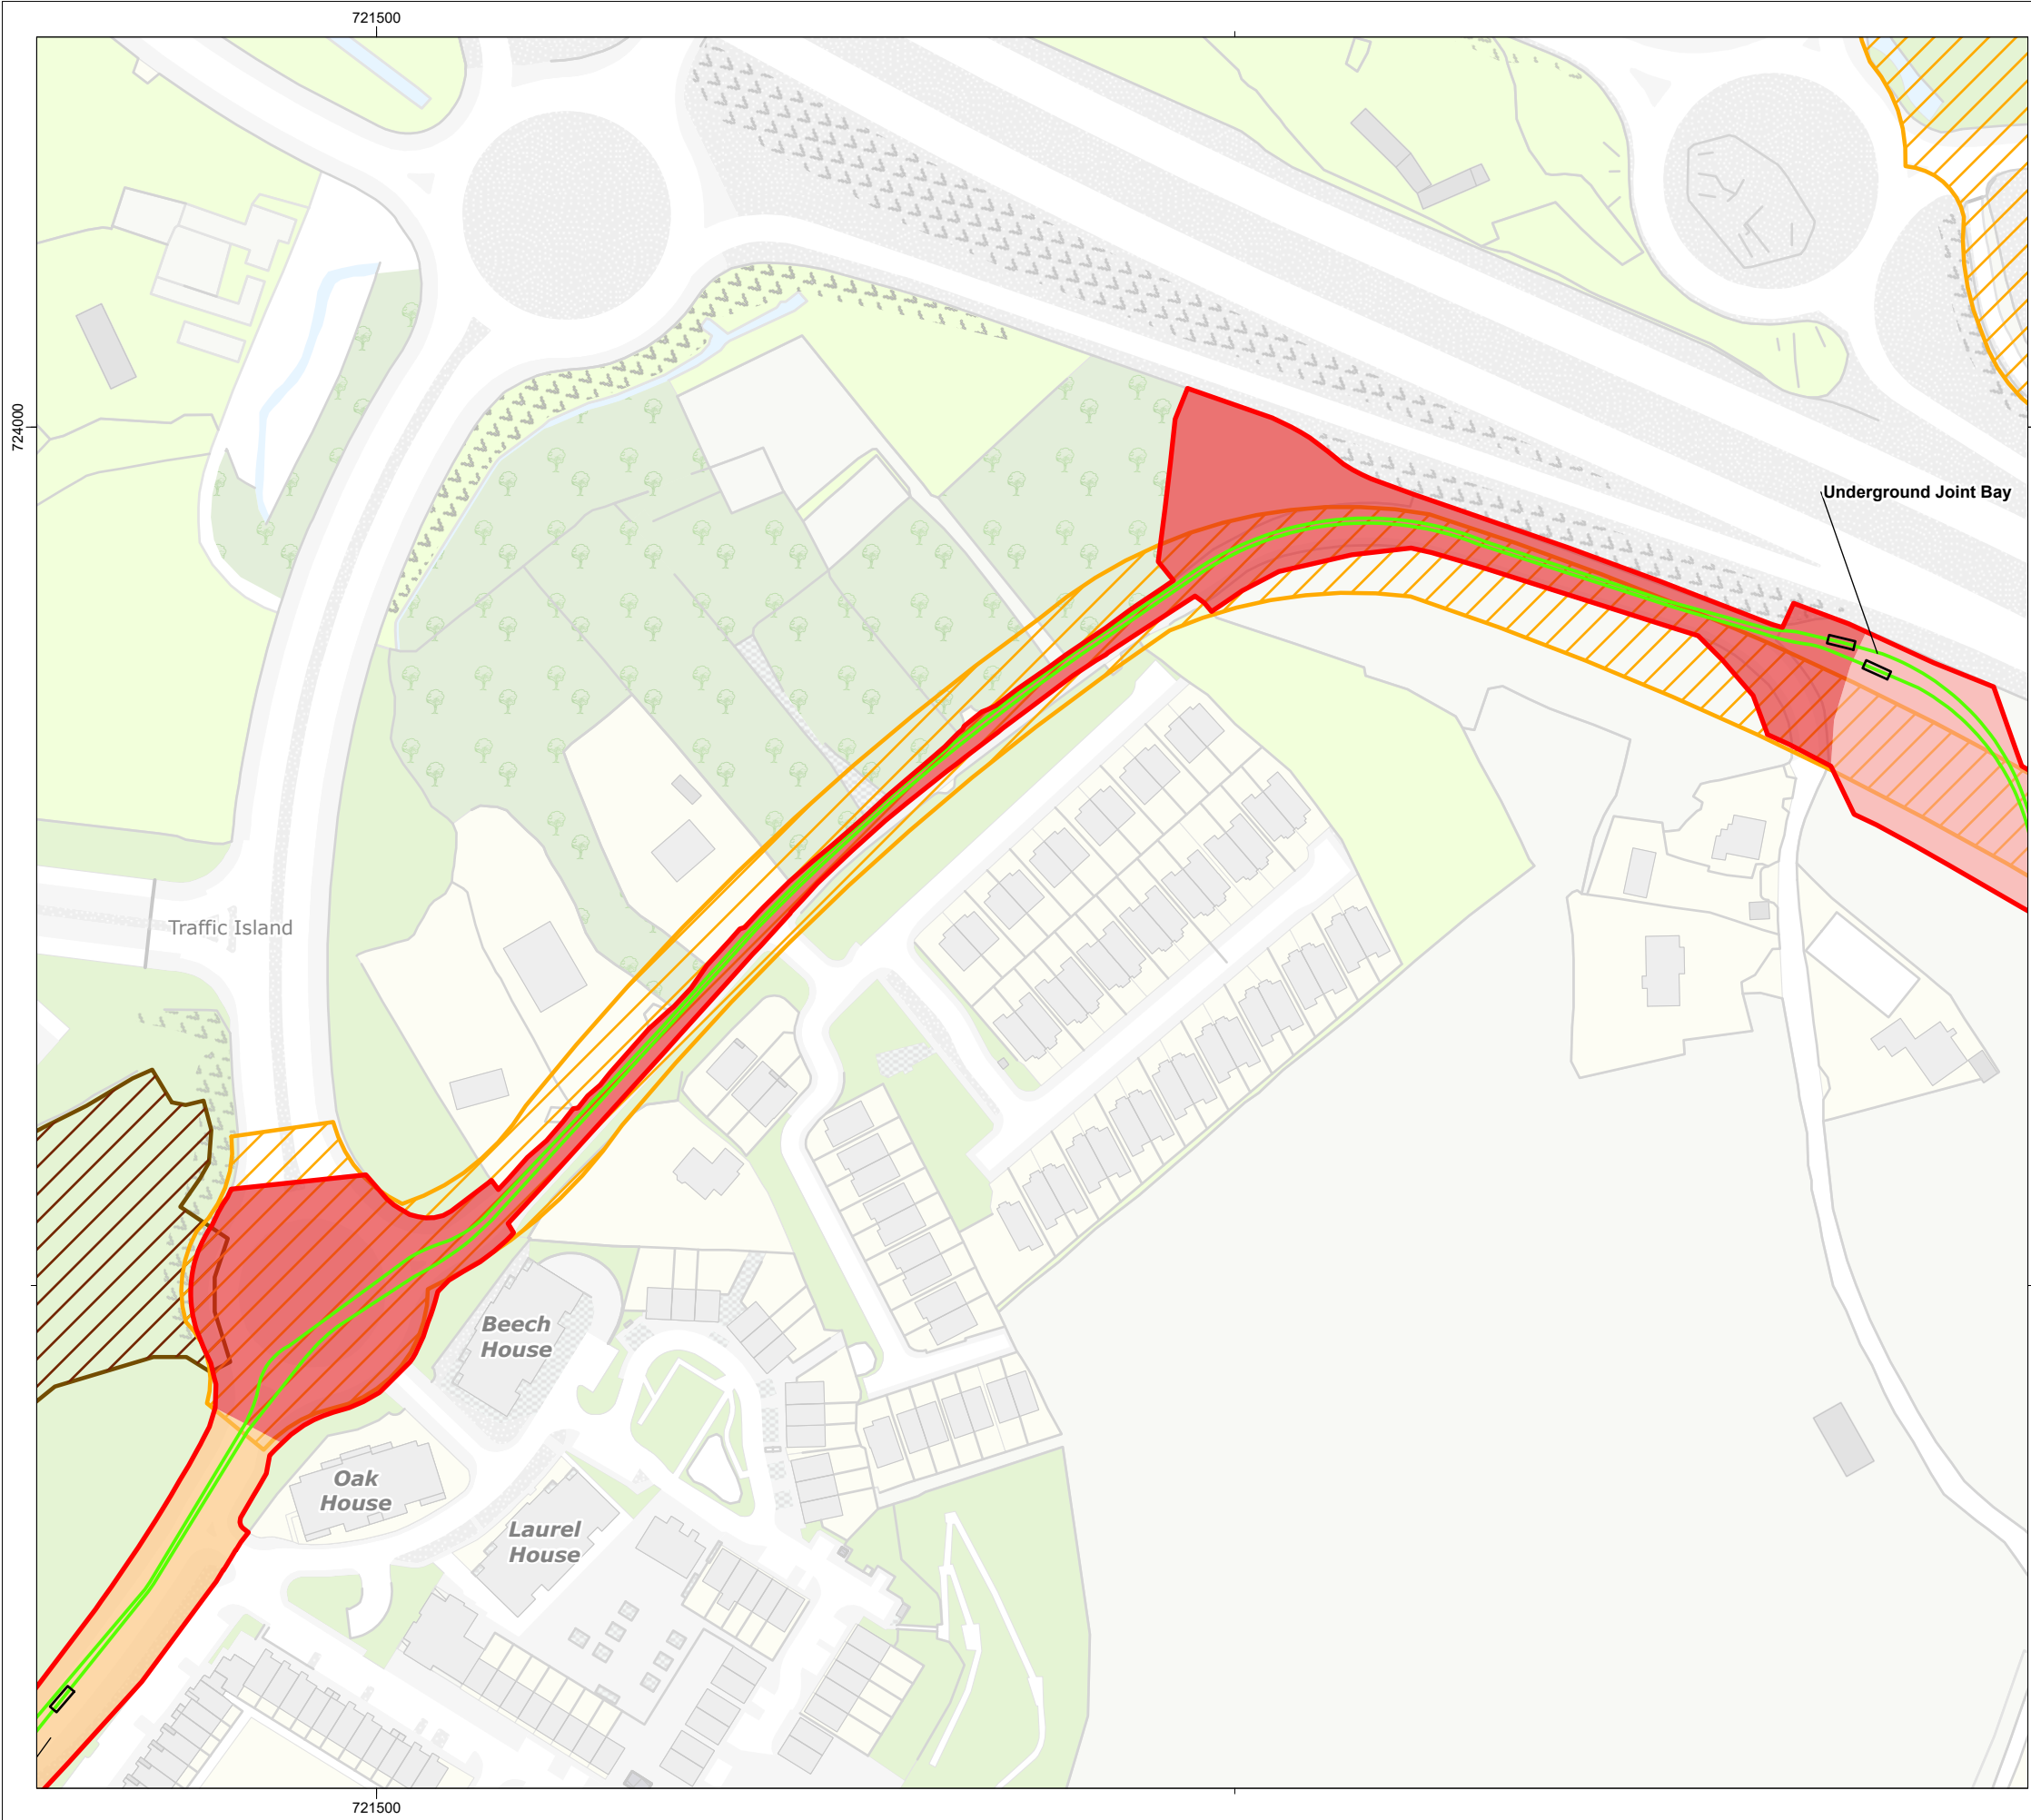 721500
724000
Underground Joint Bay
Traffic Island
Beech
House
Oak
House
Laurel
House
721500